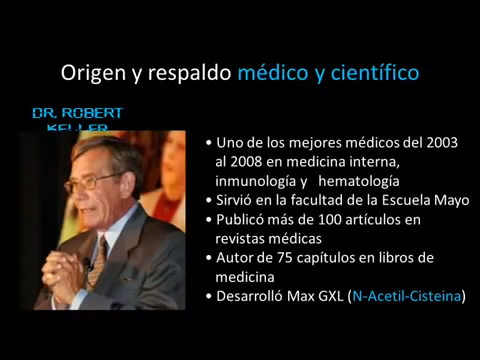 Origen y respaldo médico y científico
DR. ROBERT
KELLER
• Uno de los mejores médicos del 2003
al 2008 en medicina interna,
inmunología y hematología
• Sirvió en la facultad de la Escuela Mayo
• Publicó más de 100 artículos en
revistas médicas
• Autor de 75 capítulos en libros de
medicina
• Desarrolló Max GXL (N-Acetil-Cisteina)